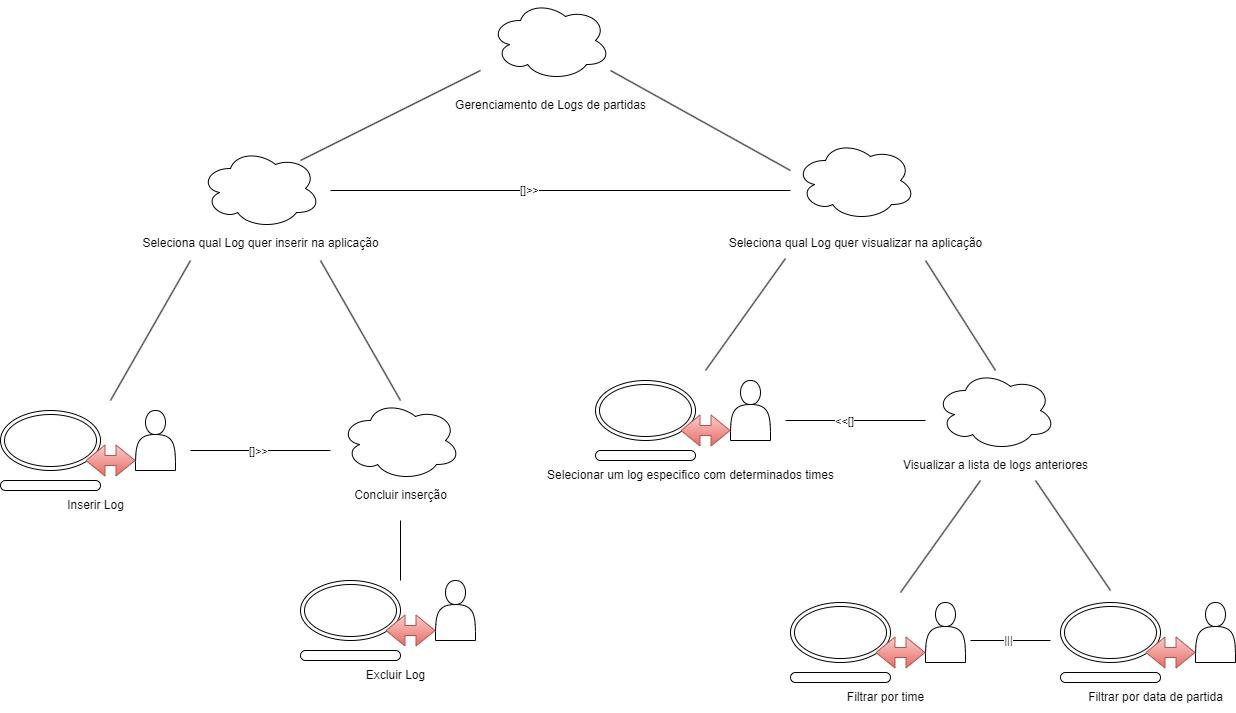 Gerenciamento de Logs de partidas
[]>>
Seleciona qual Log quer inserir na aplicação
Seleciona qual Log quer visualizar na aplicação
[]>>
<<[]
Inserir Log
Concluir inserção
Selecionar um log especifico com determinados times
Visualizar a lista de logs anteriores
Excluir Log
|||
Filtrar por time
Filtrar por data de partida